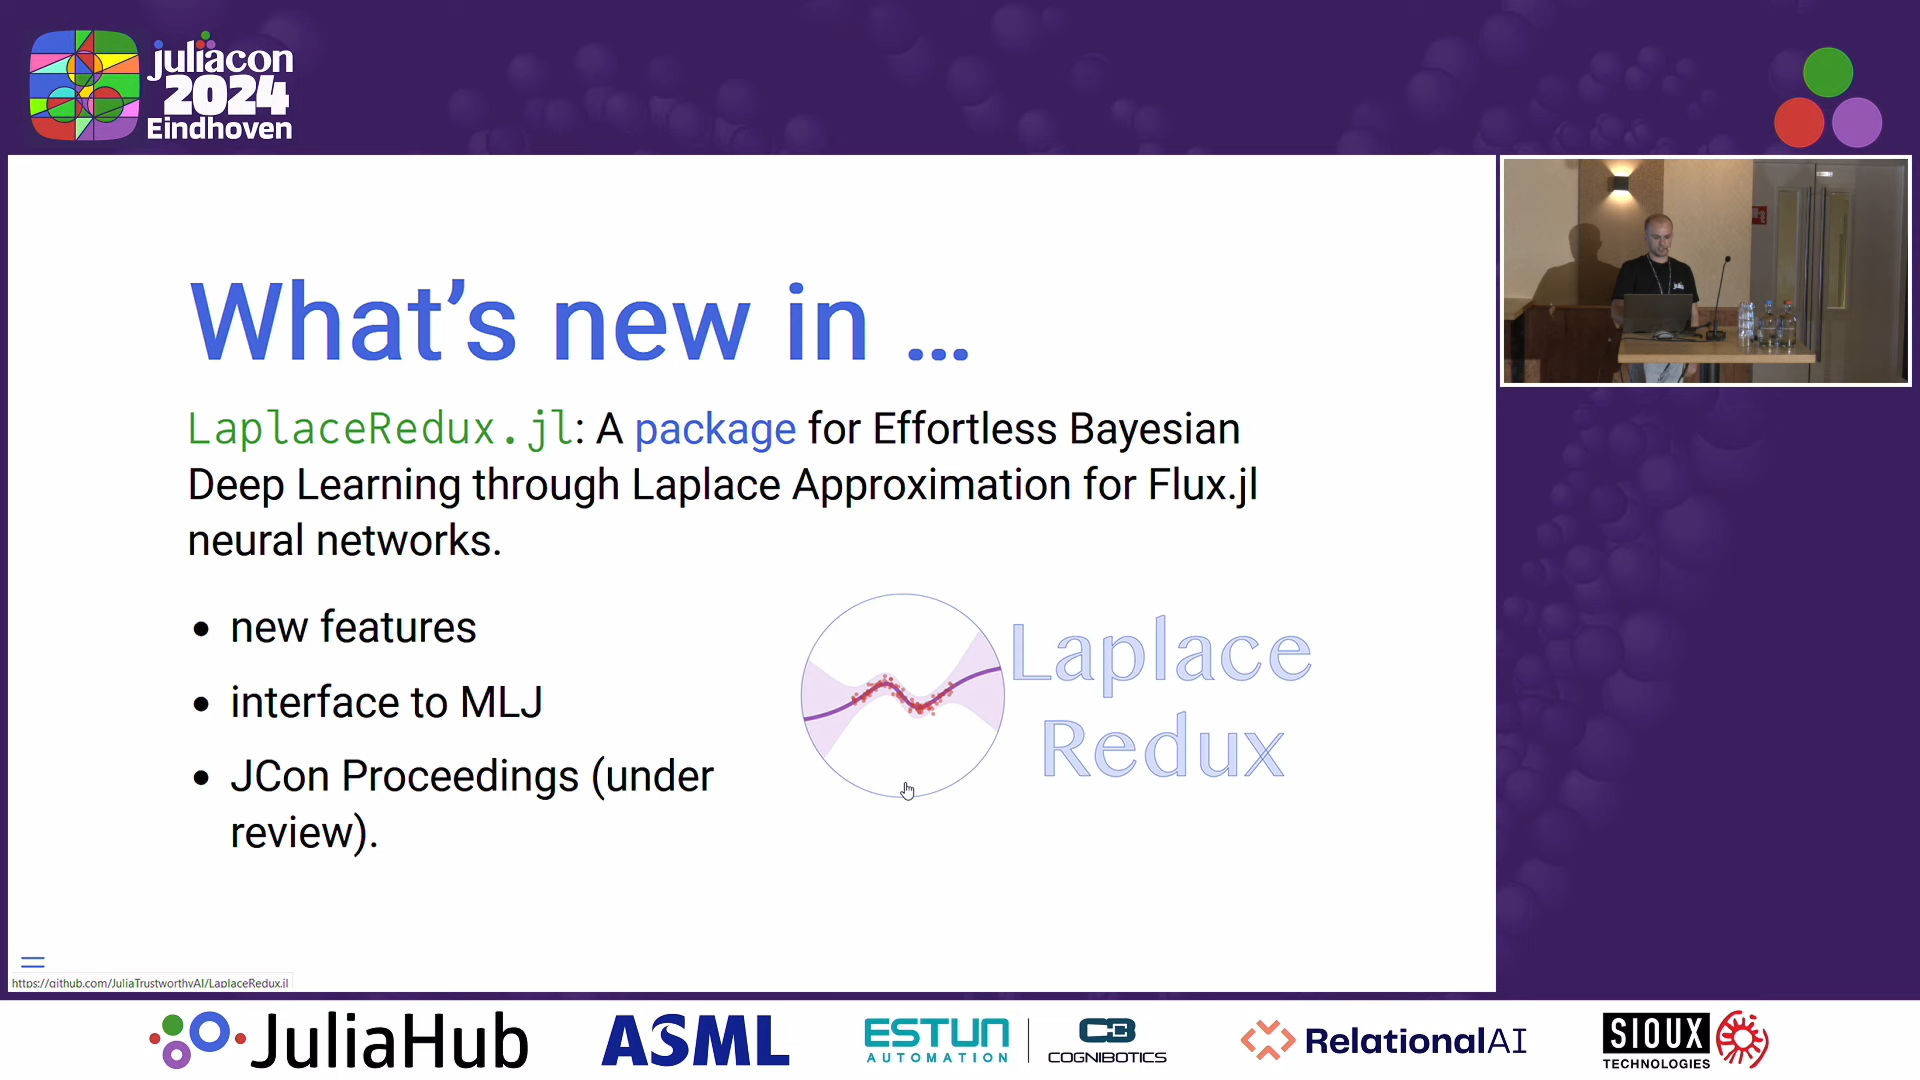 juliacon
2024
Eindhoven
What's new in ...
LaplaceRedux.jl: A package for Effortless Bayesian
Deep Learning through Laplace Approximation for Flux.jl
neural networks.
• new features
• interface to MLJ
• JCon Proceedings (under
review).
Laplace
Redux
https://github.com/JuliaTrustworthyAI/LaplaceRedux.jl
JuliaHub
ASML
ESTUN
AUTOMATION
COGNIBOTICS
RelationalAI
SIOUX
TECHNOLOGIES